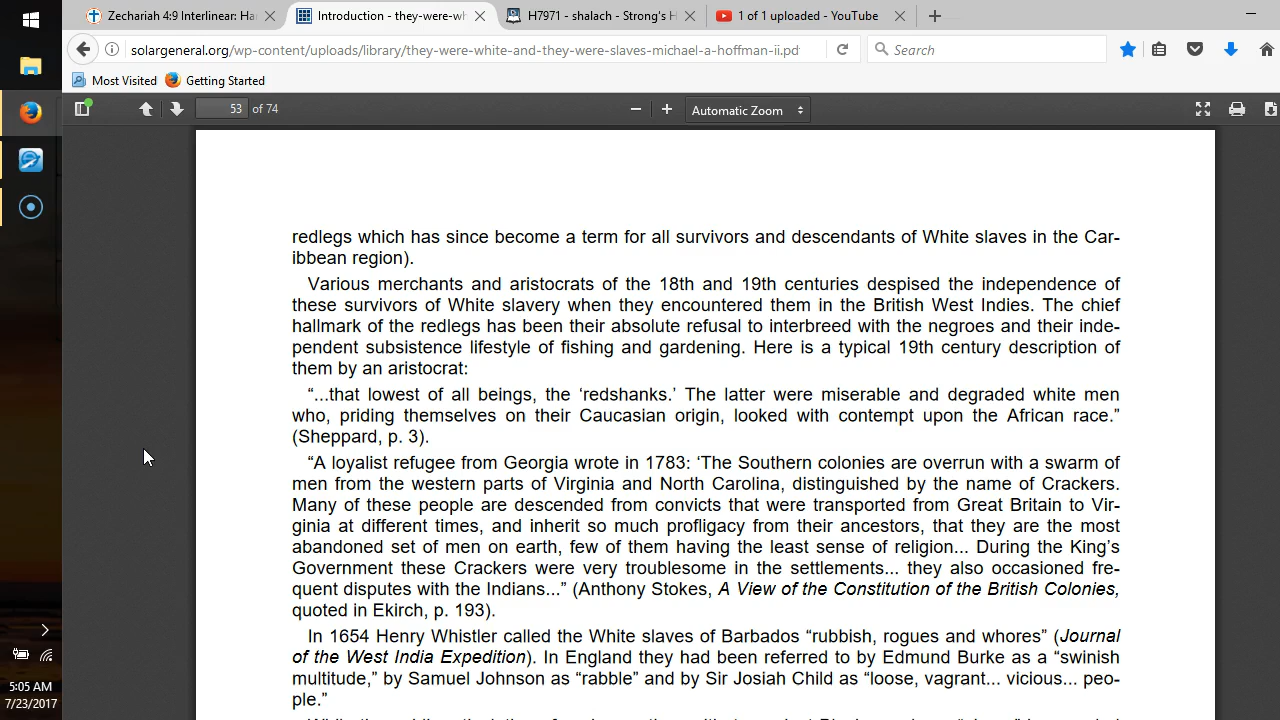 Zechariah 4:9 Interlinear: Ha
Introduction - they-were-wh
H7971 - shalach - Strong's H
1 of 1 uploaded - YouTube
solargeneral.org/wp-content/uploads/library/they-were-white-and-they-were-slaves-michael-a-hoffman-ii.pd
Search
Most Visited
Getting Started
53 of 74
Automatic Zoom
redlegs which has since become a term for all survivors and descendants of White slaves in the Car-
ibbean region).
Various merchants and aristocrats of the 18th and 19th centuries despised the independence of
these survivors of White slavery when they encountered them in the British West Indies. The chief
hallmark of the redlegs has been their absolute refusal to interbreed with the negroes and their inde-
pendent subsistence lifestyle of fishing and gardening. Here is a typical 19th century description of
them by an aristocrat:
“...that lowest of all beings, the ‘redshanks.’ The latter were miserable and degraded white men
who, priding themselves on their Caucasian origin, looked with contempt upon the African race.”
(Sheppard, p. 3).
“A loyalist refugee from Georgia wrote in 1783: ‘The Southern colonies are overrun with a swarm of
men from the western parts of Virginia and North Carolina, distinguished by the name of Crackers.
Many of these people are descended from convicts that were transported from Great Britain to Vir-
ginia at different times, and inherit so much profligacy from their ancestors, that they are the most
abandoned set of men on earth, few of them having the least sense of religion... During the King’s
Government these Crackers were very troublesome in the settlements... they also occasioned fre-
quent disputes with the Indians...” (Anthony Stokes, A View of the Constitution of the British Colonies,
quoted in Ekirch, p. 193).
In 1654 Henry Whistler called the White slaves of Barbados “rubbish, rogues and whores” (Journal
of the West India Expedition). In England they had been referred to by Edmund Burke as a “swinish
multitude,” by Samuel Johnson as “rabble” and by Sir Josiah Child as “loose, vagrant... vicious... peo-
ple.”
5:05 AM
7/23/2017